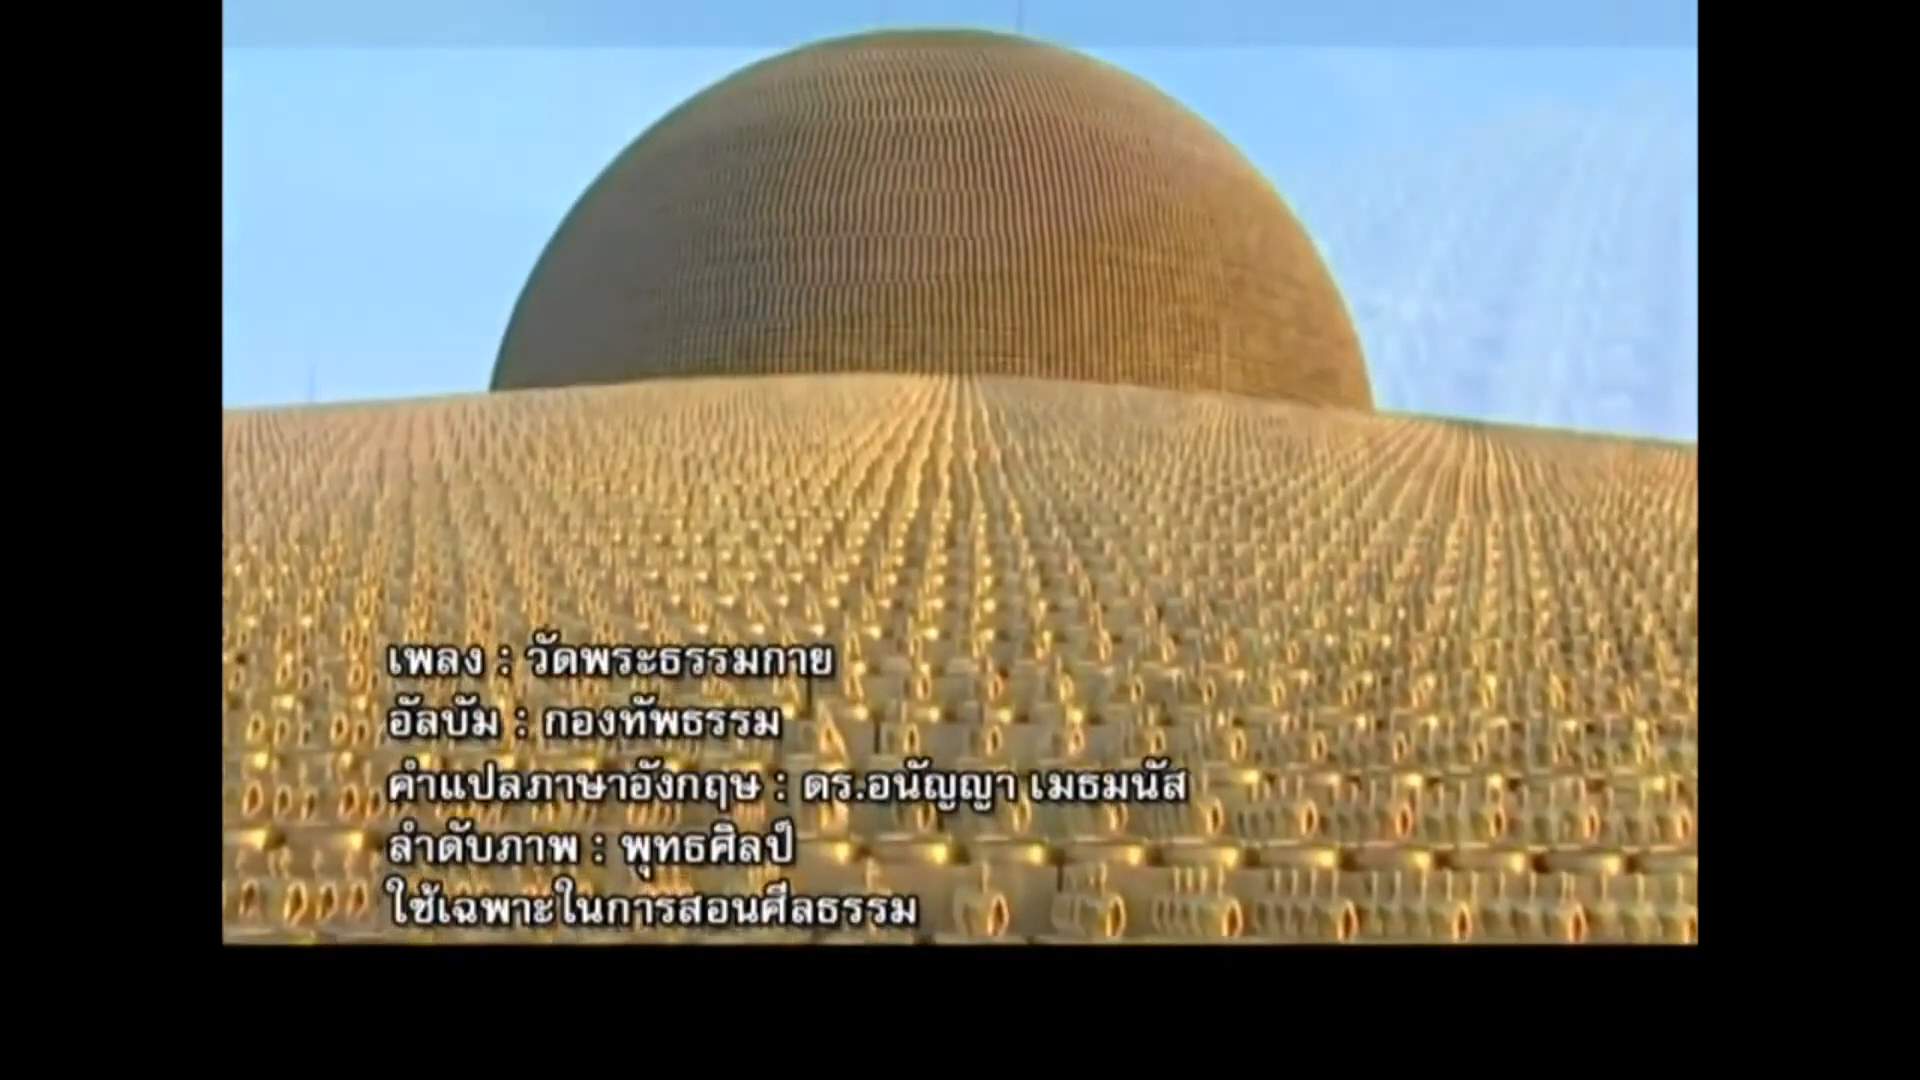 เพลง : วัดพระธรรมกาย
อัลบัม : กองทัพธรรม
คำแปลภาษาอังกฤษ : ดร.อนัญญา เมธมนัส
ลำดับภาพ : พุทธศิลป์
ใช้เฉพาะในการสอนศีลธรรม